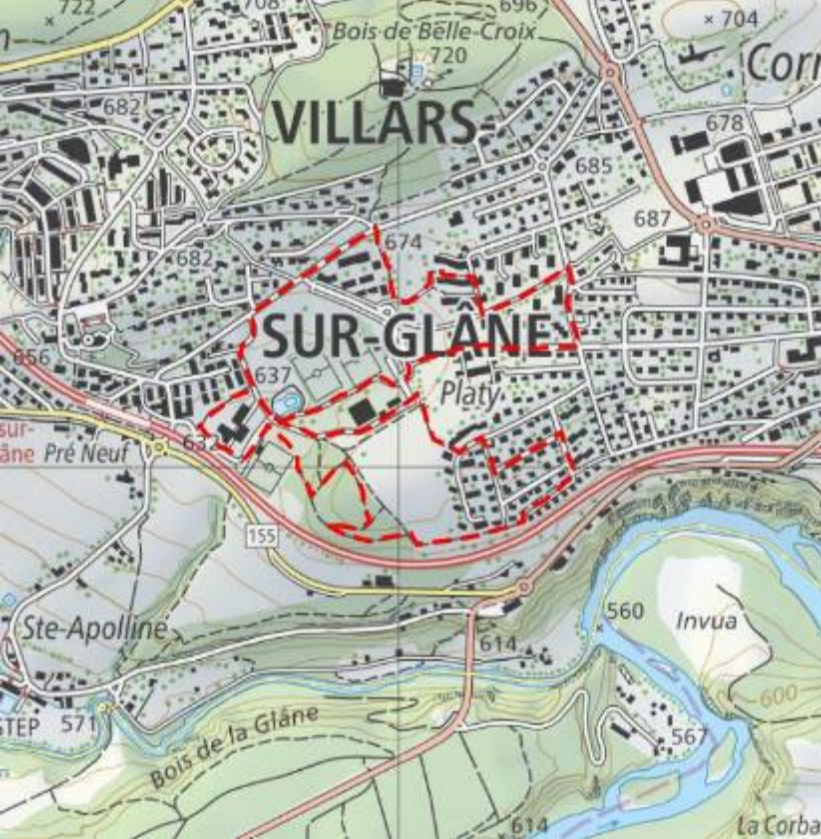 722
708
696
704
Bois de Belle-Croix
720
Corr
682
VILLARS-
678
685
687
674
682
SUR-GLÂNE
656
637
Platy
sur-
632
âne
Pré Neuf
155
560
Invua
Ste-Apolline
614
600
STEP
571
567
Bois de la Glâne
614
La Corba